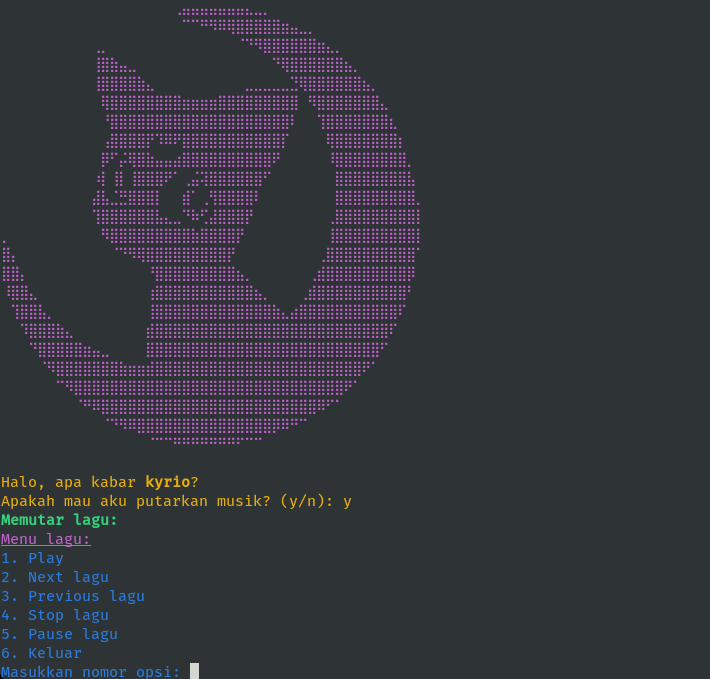 Halo, apa kabar kyrio?
Apakah mau aku putarkan musik? (y/n): y
Memutar lagu:
Menu lagu:
1. Play
2. Next lagu
3. Previous lagu
4. Stop lagu
5. Pause lagu
6. Keluar
Masukkan nomor opsi: